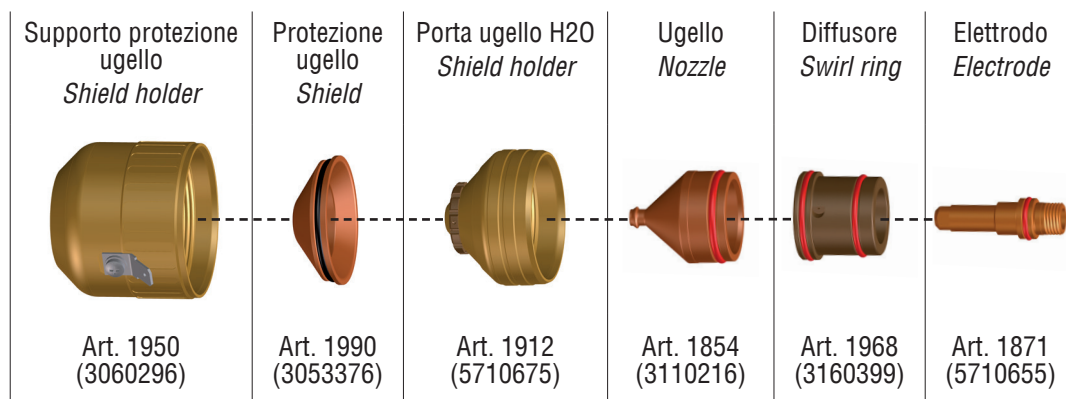 Supporto protezione
ugello
Shield holder
Protezione
ugello
Shield
Porta ugello H2O
Shield holder
Ugello
Nozzle
Diffusore
Swirl ring
Elettrodo
Electrode
Art. 1950
(3060296)
Art. 1990
(3053376)
Art. 1912
(5710675)
Art. 1854
(3110216)
Art. 1968
(3160399)
Art. 1871
(5710655)